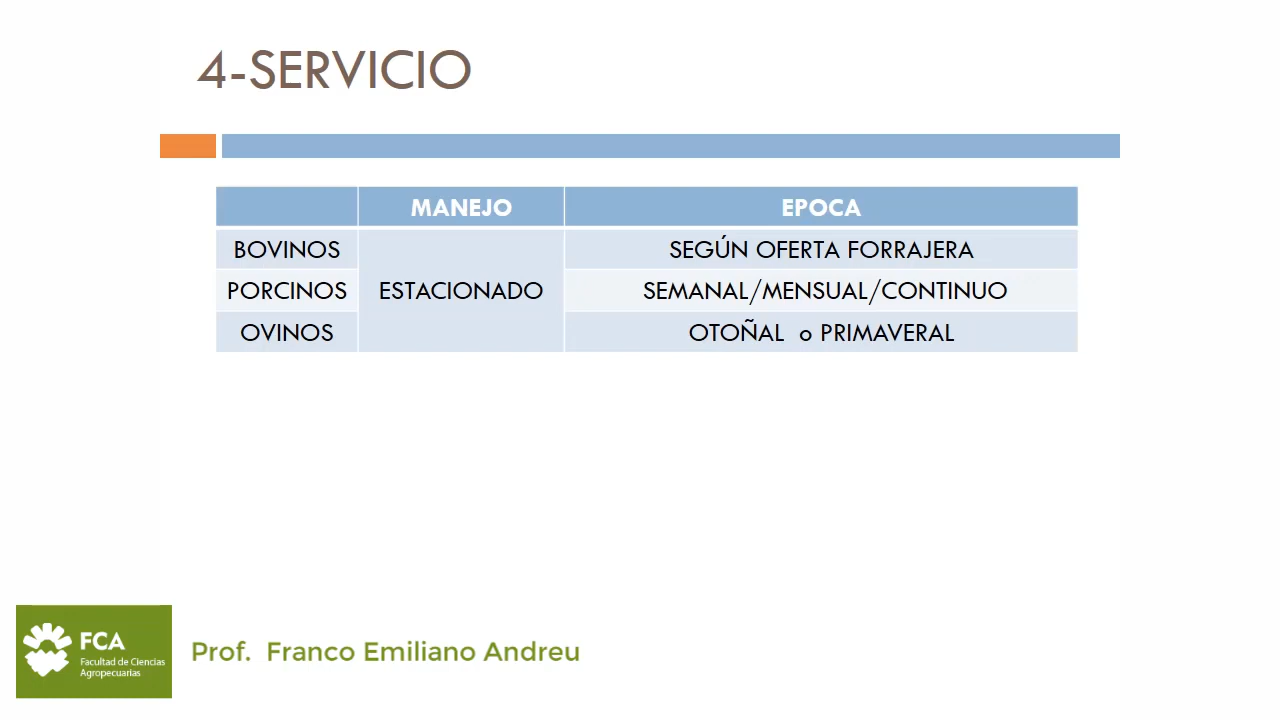 4-SERVICIO
MANEJO EPOCA
BOVINOS SEGÚN OFERTA FORRAJERA
PORCINOS ESTACIONADO SEMANAL/MENSUAL/CONTINUO
OVINOS OTOÑAL o PRIMAVERAL
FCA
Facultad de Ciencias
Agropecuarias
Prof. Franco Emiliano Andreu